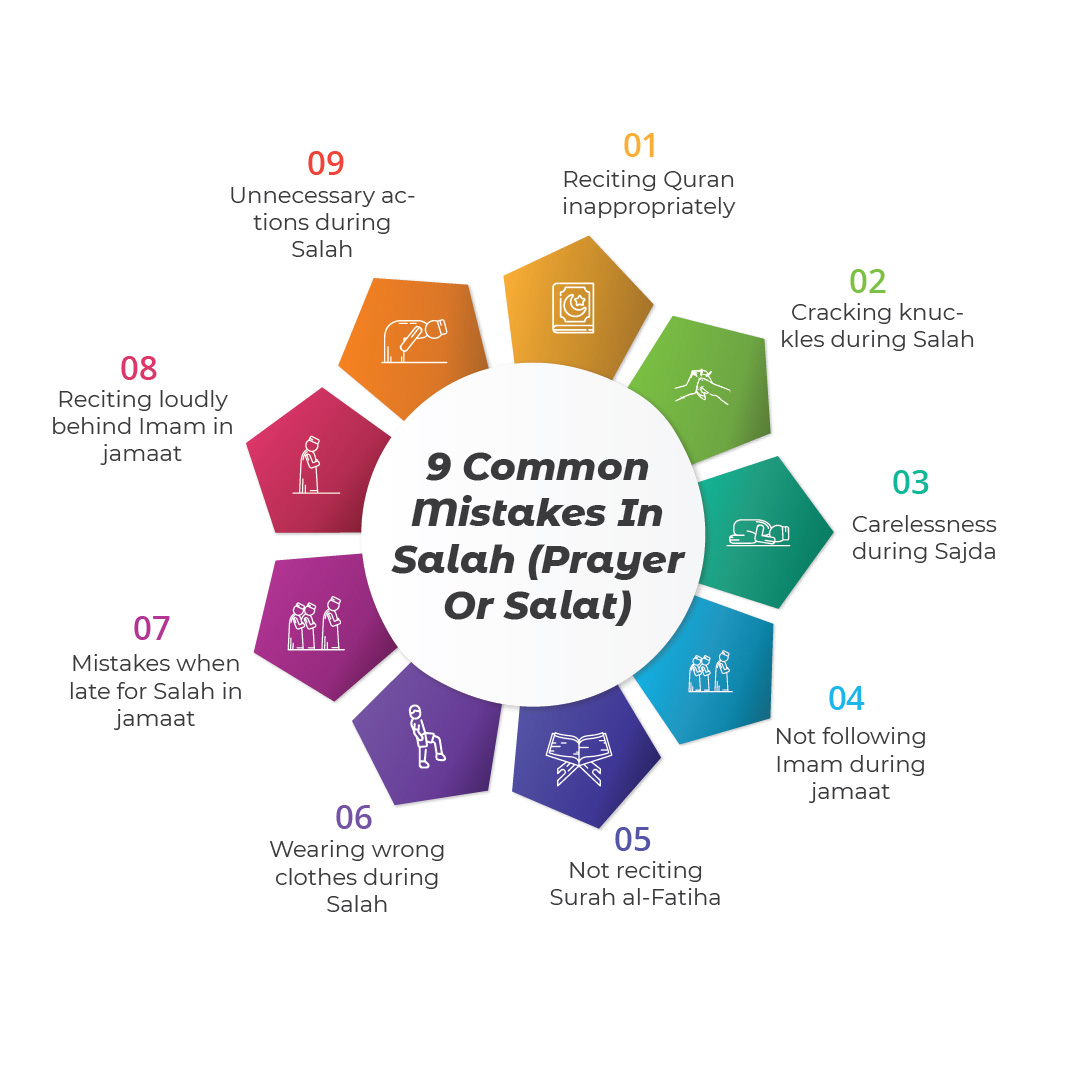 9 Common
Mistakes In
Salah (Prayer
Or Salat)
01
Reciting Quran
inappropriately
02
Cracking knuc-
kles during Salah
03
Carelessness
during Sajda
04
Not following
Imam during
jamaat
05
Not reciting
Surah al-Fatiha
06
Wearing wrong
clothes during
Salah
07
Mistakes when
late for Salah in
jamaat
08
Reciting loudly
behind Imam in
jamaat
09
Unnecessary ac-
tions during
Salah